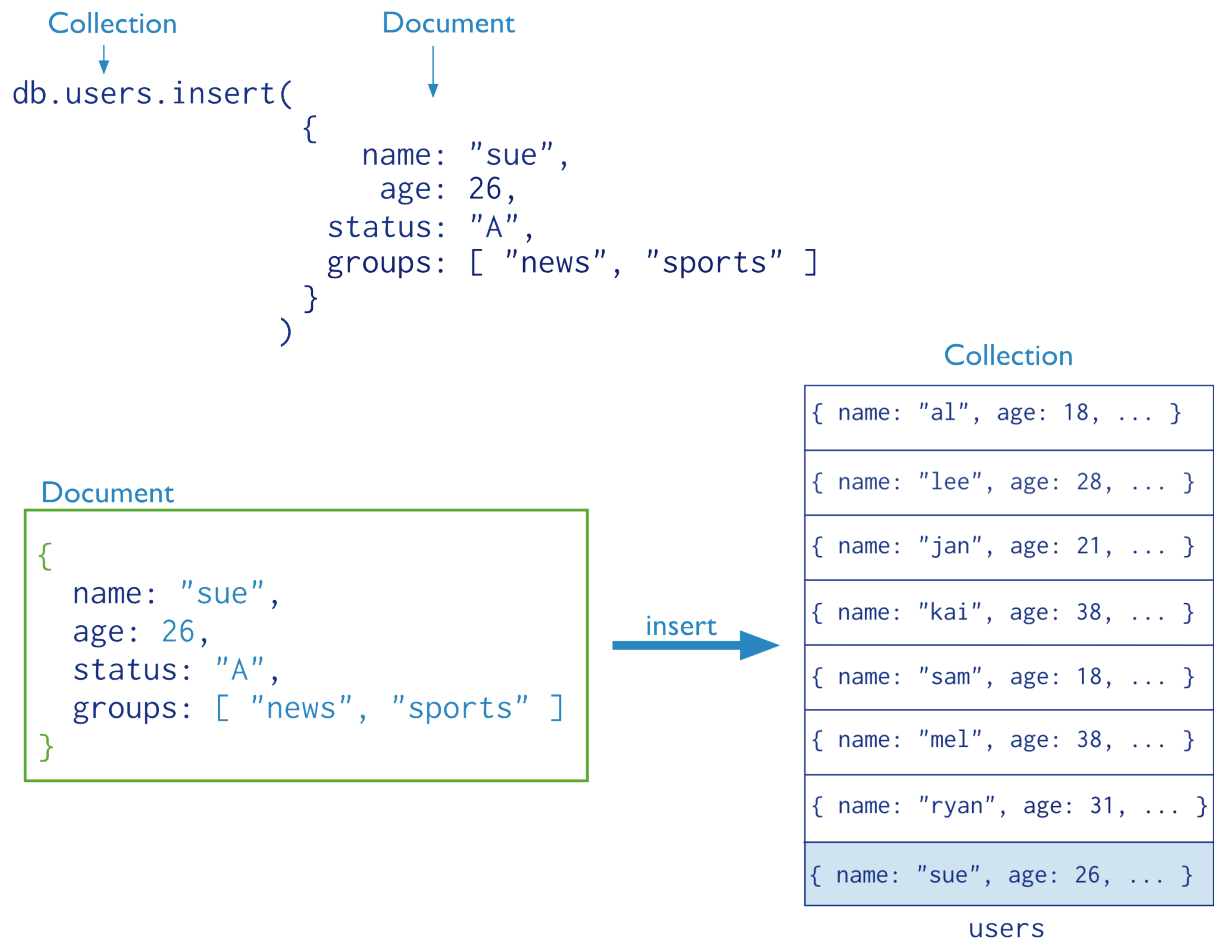 Collection Document
db.users.insert(
{
name: "sue",
age: 26,
status: "A",
groups: [ "news", "sports" ]
}
)
Document
{
name: "sue",
age: 26,
status: "A",
groups: [ "news", "sports" ]
}
insert
Collection
{ name: "al", age: 18, ... }
{ name: "lee", age: 28, ... }
{ name: "jan", age: 21, ... }
{ name: "kai", age: 38, ... }
{ name: "sam", age: 18, ... }
{ name: "mel", age: 38, ... }
{ name: "ryan", age: 31, ... }
{ name: "sue", age: 26, ... }
users